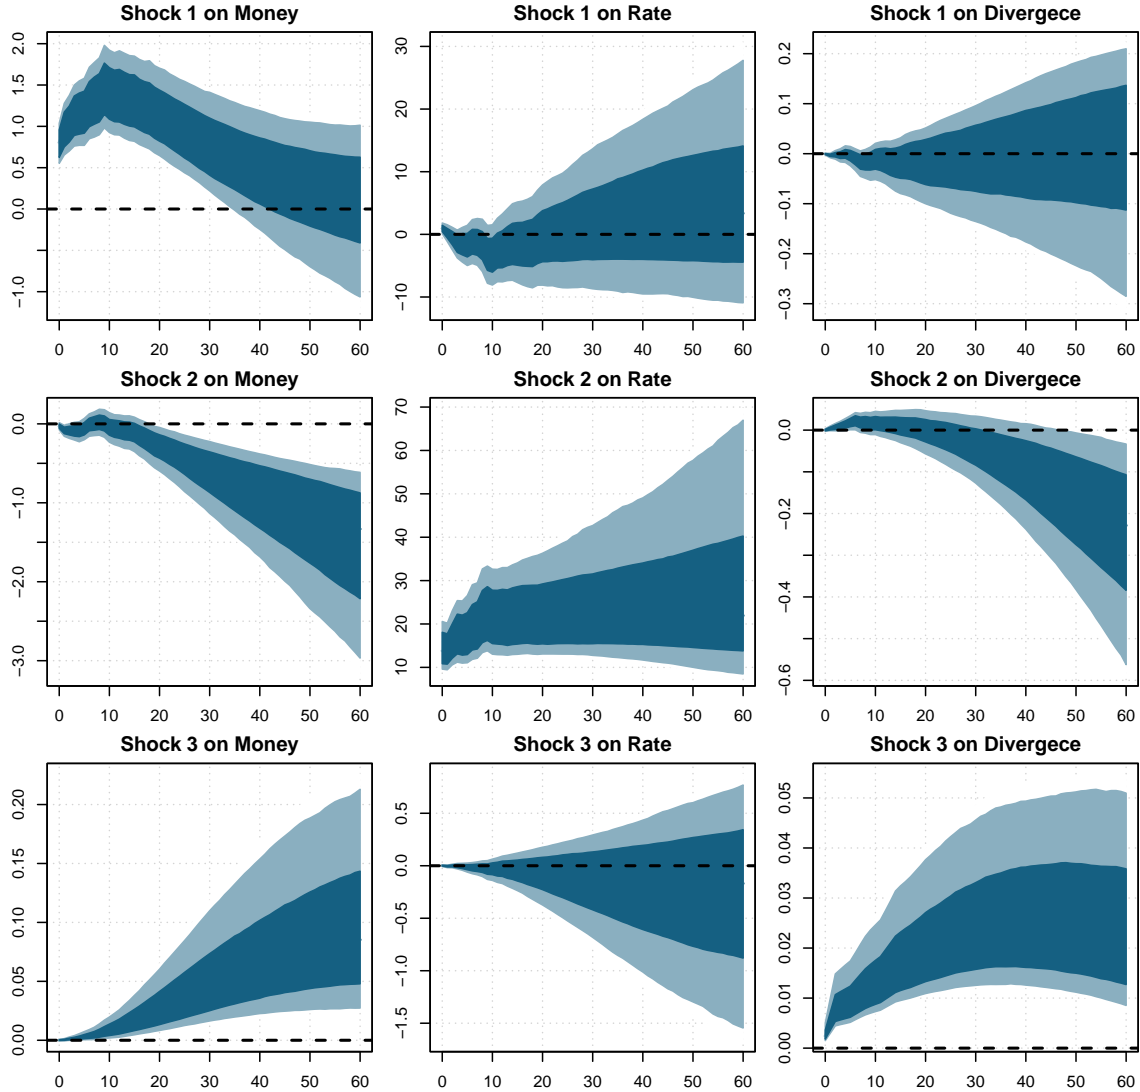 Shock 1 on Money
2.0
1.5
1.0
0.5
0.0
−1.0
0 10 20 30 40 50 60
Shock 1 on Rate
30
20
10
0
−10
0 10 20 30 40 50 60
Shock 1 on Divergece
0.2
0.1
0.0
−0.1
−0.2
−0.3
0 10 20 30 40 50 60
Shock 2 on Money
0.0
−1.0
−2.0
−3.0
0 10 20 30 40 50 60
Shock 2 on Rate
70
60
50
40
30
20
10
0 10 20 30 40 50 60
Shock 2 on Divergece
0.0
−0.2
−0.4
−0.6
0 10 20 30 40 50 60
Shock 3 on Money
0.20
0.15
0.10
0.05
0.00
0 10 20 30 40 50 60
Shock 3 on Rate
0.5
0.0
−0.5
−1.0
−1.5
0 10 20 30 40 50 60
Shock 3 on Divergece
0.05
0.04
0.03
0.02
0.01
0.00
0 10 20 30 40 50 60